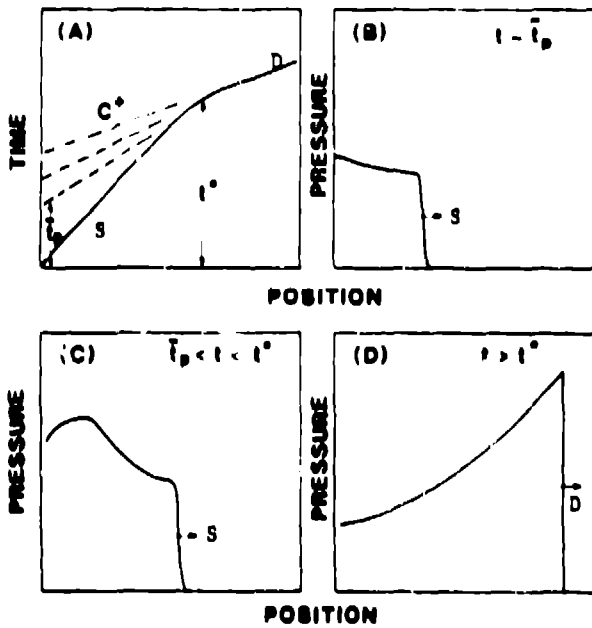 (A)
TIME
C+
D
S
t̄p
t*
(B)
t ~ t̄p
PRESSURE
S
POSITION
(C)
t̄p < t < t*
PRESSURE
S
(D)
t > t*
PRESSURE
D
POSITION